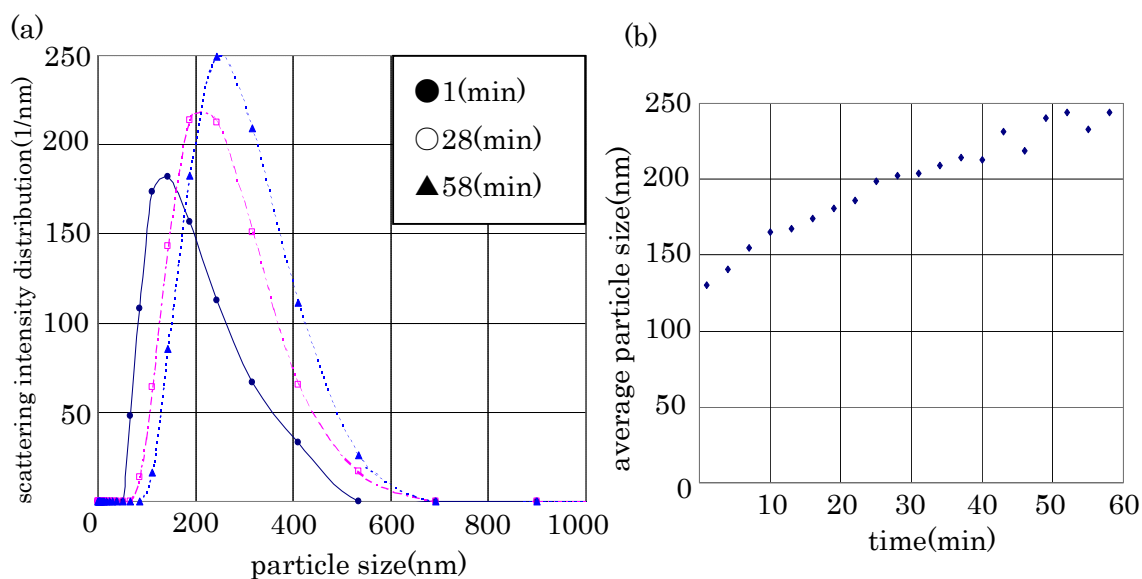 (a)
scattering intensity distribution(1/nm)
250
200
150
100
50
0
200
400
600
800
1000
particle size(nm)
●1(min)
○28(min)
▲58(min)
(b)
average particle size(nm)
250
200
150
100
50
0
10
20
30
40
50
60
time(min)